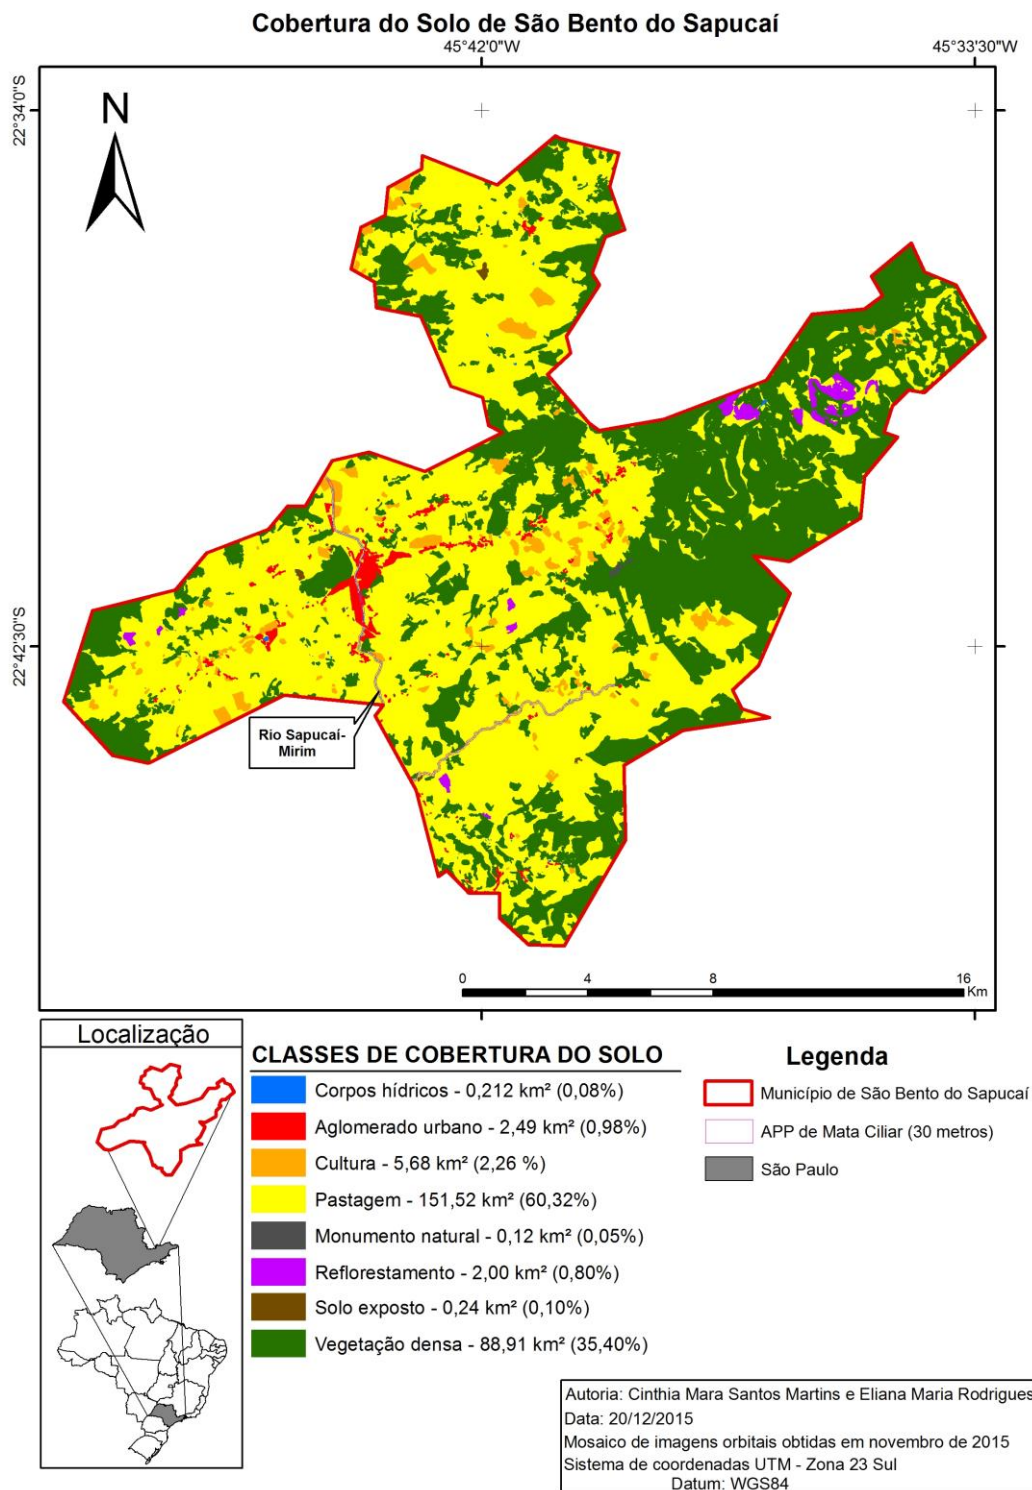 Cobertura do Solo de São Bento do Sapucaí
45°42'0"W
45°33'30"W
22°34'0"S
N
22°42'30"S
Rio Sapucaí-
Mirim
0 4 8 16
Km
Localização
CLASSES DE COBERTURA DO SOLO
Corpos hídricos - 0,212 km² (0,08%)
Aglomerado urbano - 2,49 km² (0,98%)
Cultura - 5,68 km² (2,26 %)
Pastagem - 151,52 km² (60,32%)
Monumento natural - 0,12 km² (0,05%)
Reflorestamento - 2,00 km² (0,80%)
Solo exposto - 0,24 km² (0,10%)
Vegetação densa - 88,91 km² (35,40%)
Legenda
Município de São Bento do Sapucaí
APP de Mata Ciliar (30 metros)
São Paulo
Autoria: Cinthia Mara Santos Martins e Eliana Maria Rodrigues
Data: 20/12/2015
Mosaico de imagens orbitais obtidas em novembro de 2015
Sistema de coordenadas UTM - Zona 23 Sul
Datum: WGS84